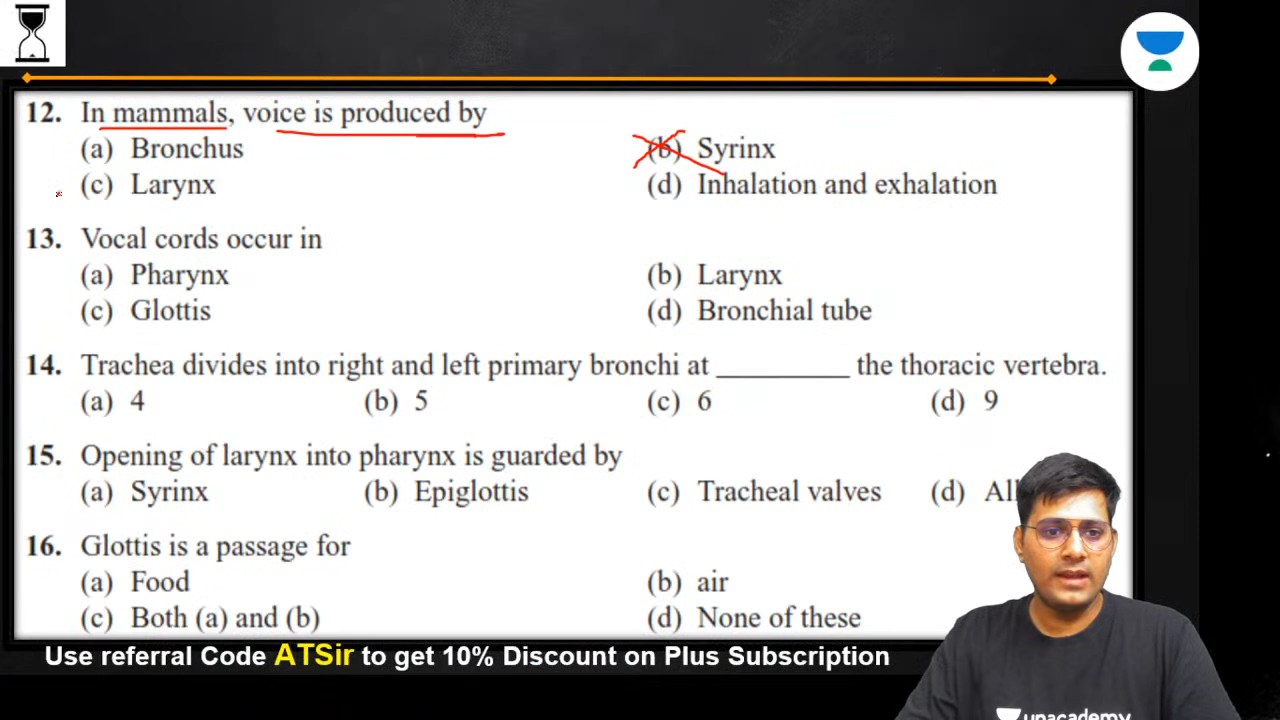 12. In mammals, voice is produced by
(a) Bronchus (b) Syrinx
(c) Larynx (d) Inhalation and exhalation
13. Vocal cords occur in
(a) Pharynx (b) Larynx
(c) Glottis (d) Bronchial tube
14. Trachea divides into right and left primary bronchi at _________ the thoracic vertebra.
(a) 4 (b) 5 (c) 6 (d) 9
15. Opening of larynx into pharynx is guarded by
(a) Syrinx (b) Epiglottis (c) Tracheal valves (d) All
16. Glottis is a passage for
(a) Food (b) air
(c) Both (a) and (b) (d) None of these
Use referral Code ATSir to get 10% Discount on Plus Subscription
unacademy